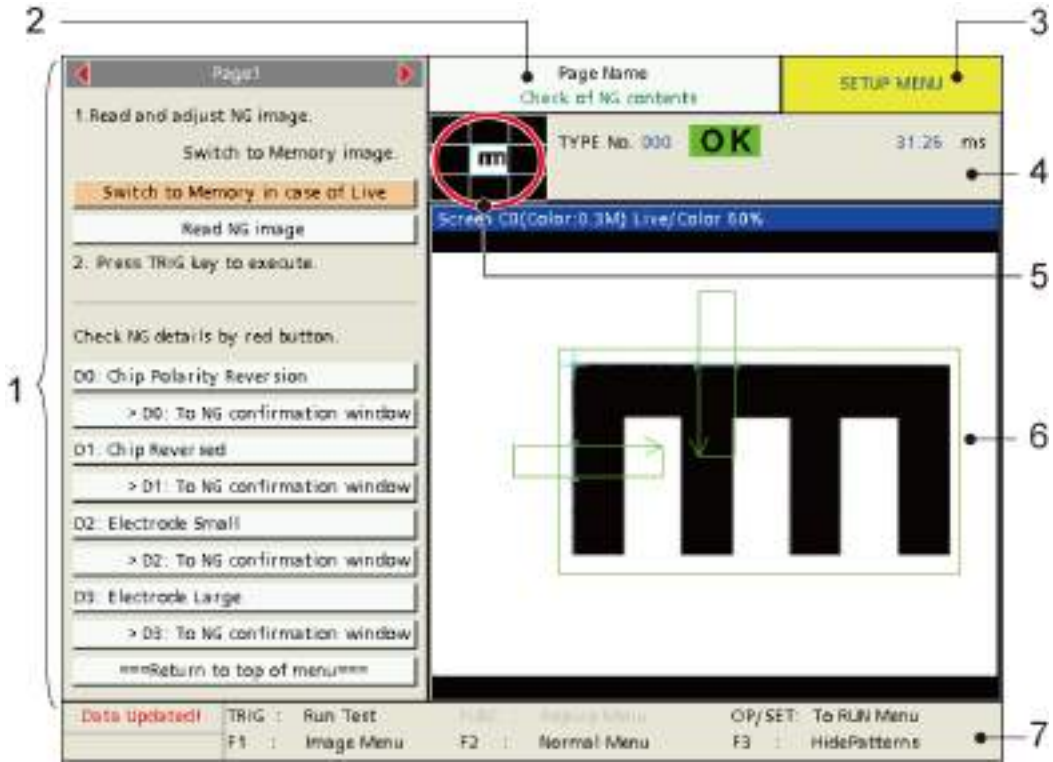 2
3
Page1
Page Name
Check of NG contents
SETUP MENU
1.Read and adjust NG image.
Switch to Memory image.
Switch to Memory in case of Live
Read NG image
2. Press TRIG key to execute.
Check NG details by red button.
D0: Chip Polarity Reversion
> D0: To NG confirmation window
D1: Chip Reversed
> D1: To NG confirmation window
D2: Electrode Small
> D2: To NG confirmation window
D3: Electrode Large
> D3: To NG confirmation window
===Return to top of menu===
TYPE No. 000 OK 31.26 ms
4
Screen C0(Color:0.3M) Live/Color 60%
5
1
6
Data Updated! TRIG : Run Test OP/SET: To RUN Menu
F1 : Image Menu F2 : Normal Menu F3 : HidePatterns
7